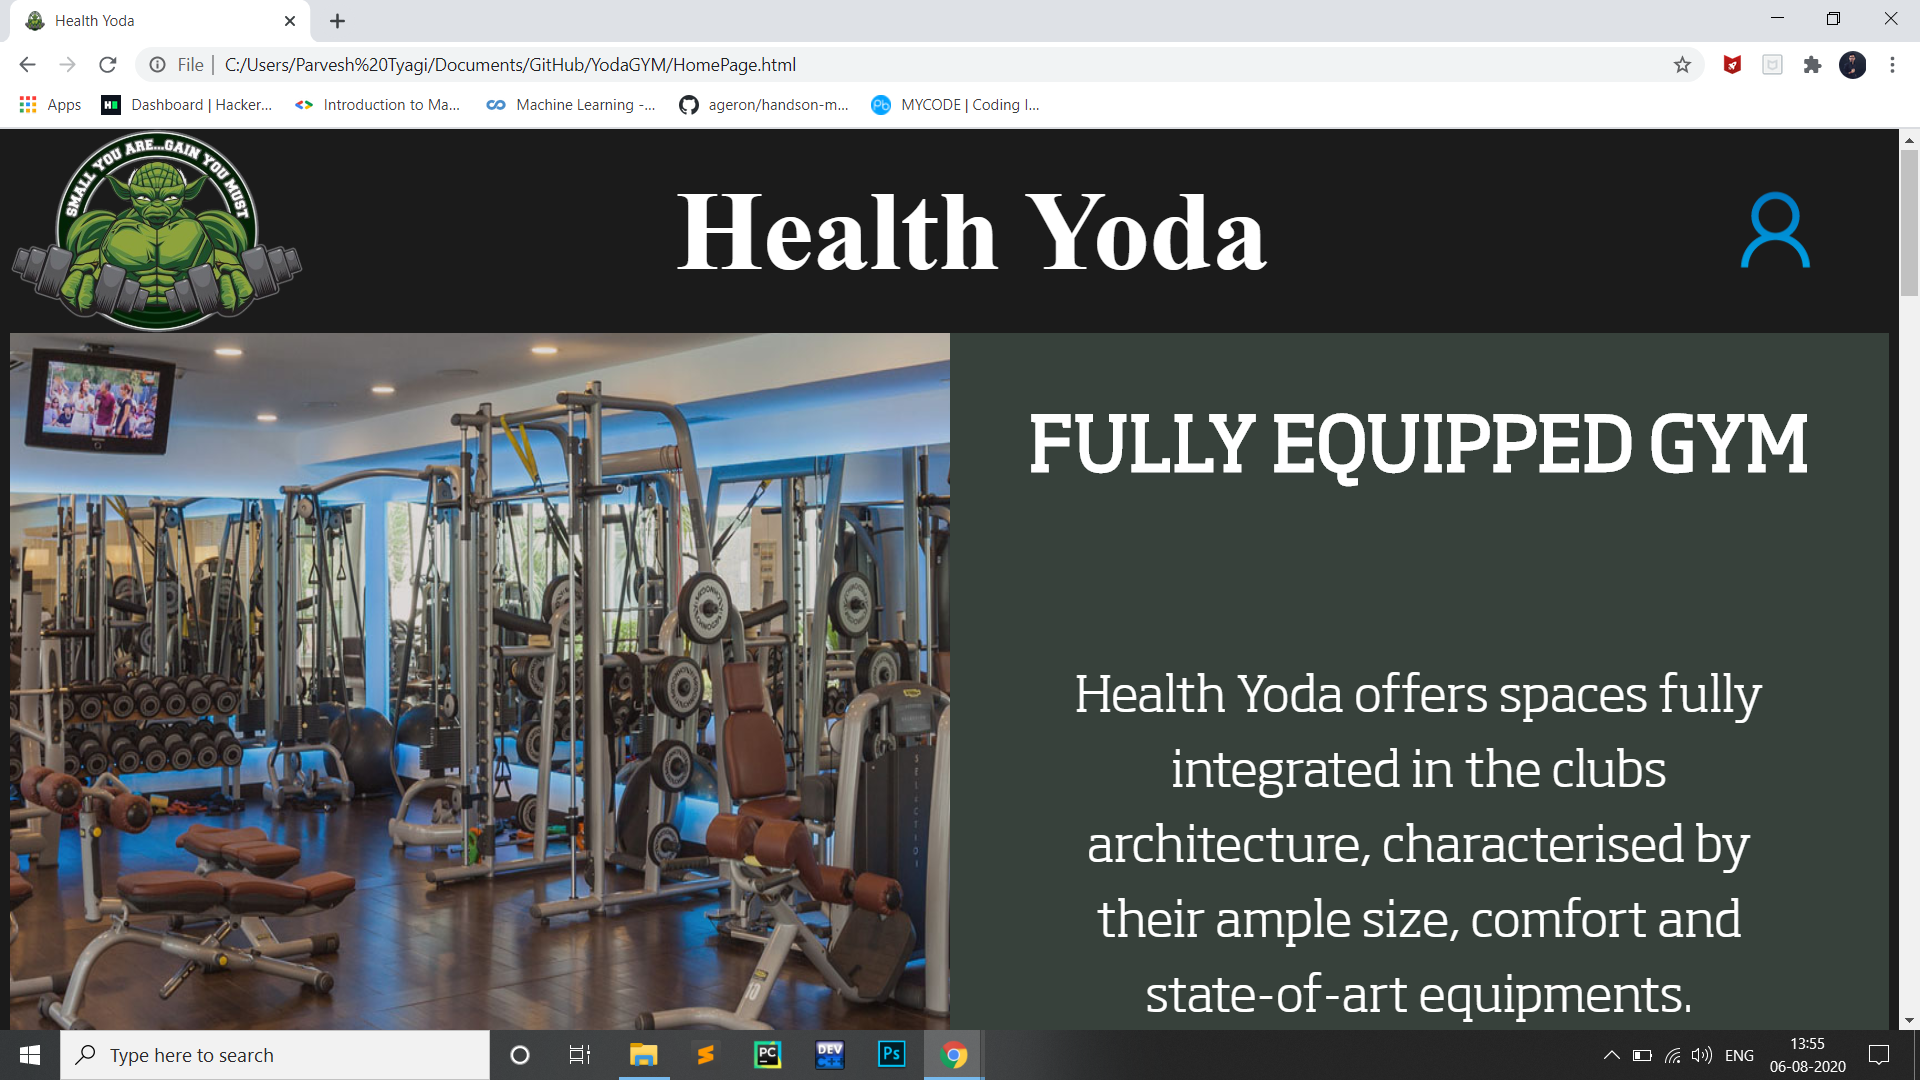 Health Yoda
File
C:/Users/Parvesh%20Tyagi/Documents/GitHub/YodaGYM/HomePage.html
Apps
Dashboard | Hacker...
Introduction to Ma...
Machine Learning -...
ageron/handson-m...
MYCODE | Coding I...
SMALL YOU ARE...GAIN YOU MUST
Health Yoda
FULLY EQUIPPED GYM
Health Yoda offers spaces fully
integrated in the clubs
architecture, characterised by
their ample size, comfort and
state-of-art equipments.
SELECTION
Type here to search
PC
DEV
C++
Ps
ENG
13:55
06-08-2020